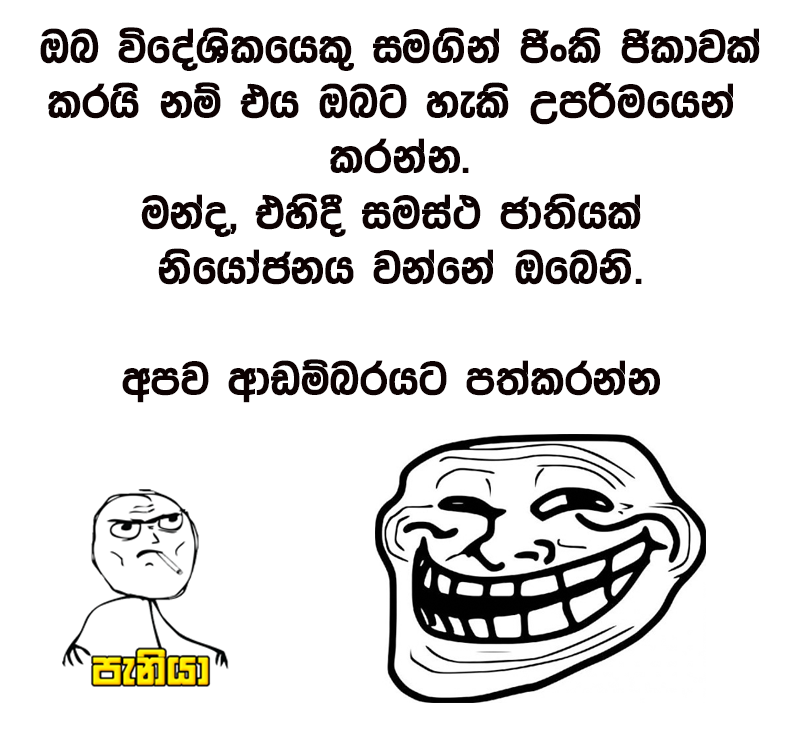 ඔබ විදේශිකයෙකු සමගින් ජිංකි ජිකාවක්
කරයි නම් එය ඔබට හැකි උපරිමයෙන්
කරන්න.
මන්ද, එහිදී සමස්ථ ජාතියක්
නියෝජනය වන්නේ ඔබෙනි.
අපව ආඩම්බරයට පත්කරන්න
පැනියා